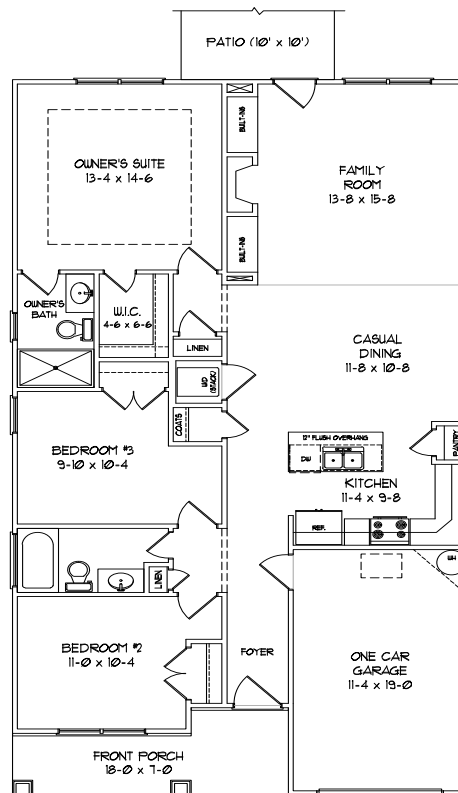 PATIO (10' x 10')
BUILT-INS
OWNER'S SUITE
13-4 x 14-6
FAMILY
ROOM
13-8 x 15-8
BUILT-INS
OWNER'S
BATH
W.I.C.
4-6 x 6-6
LINEN
CASUAL
DINING
11-8 x 10-8
W/D
(STACK)
COATS
12" FLUSH OVERHANG
BEDROOM #3
9-10 x 10-4
DW
PANTRY
KITCHEN
11-4 x 9-8
REF.
LINEN
WH
BEDROOM #2
11-0 x 10-4
FOYER
ONE CAR
GARAGE
11-4 x 19-0
FRONT PORCH
18-0 x 7-0